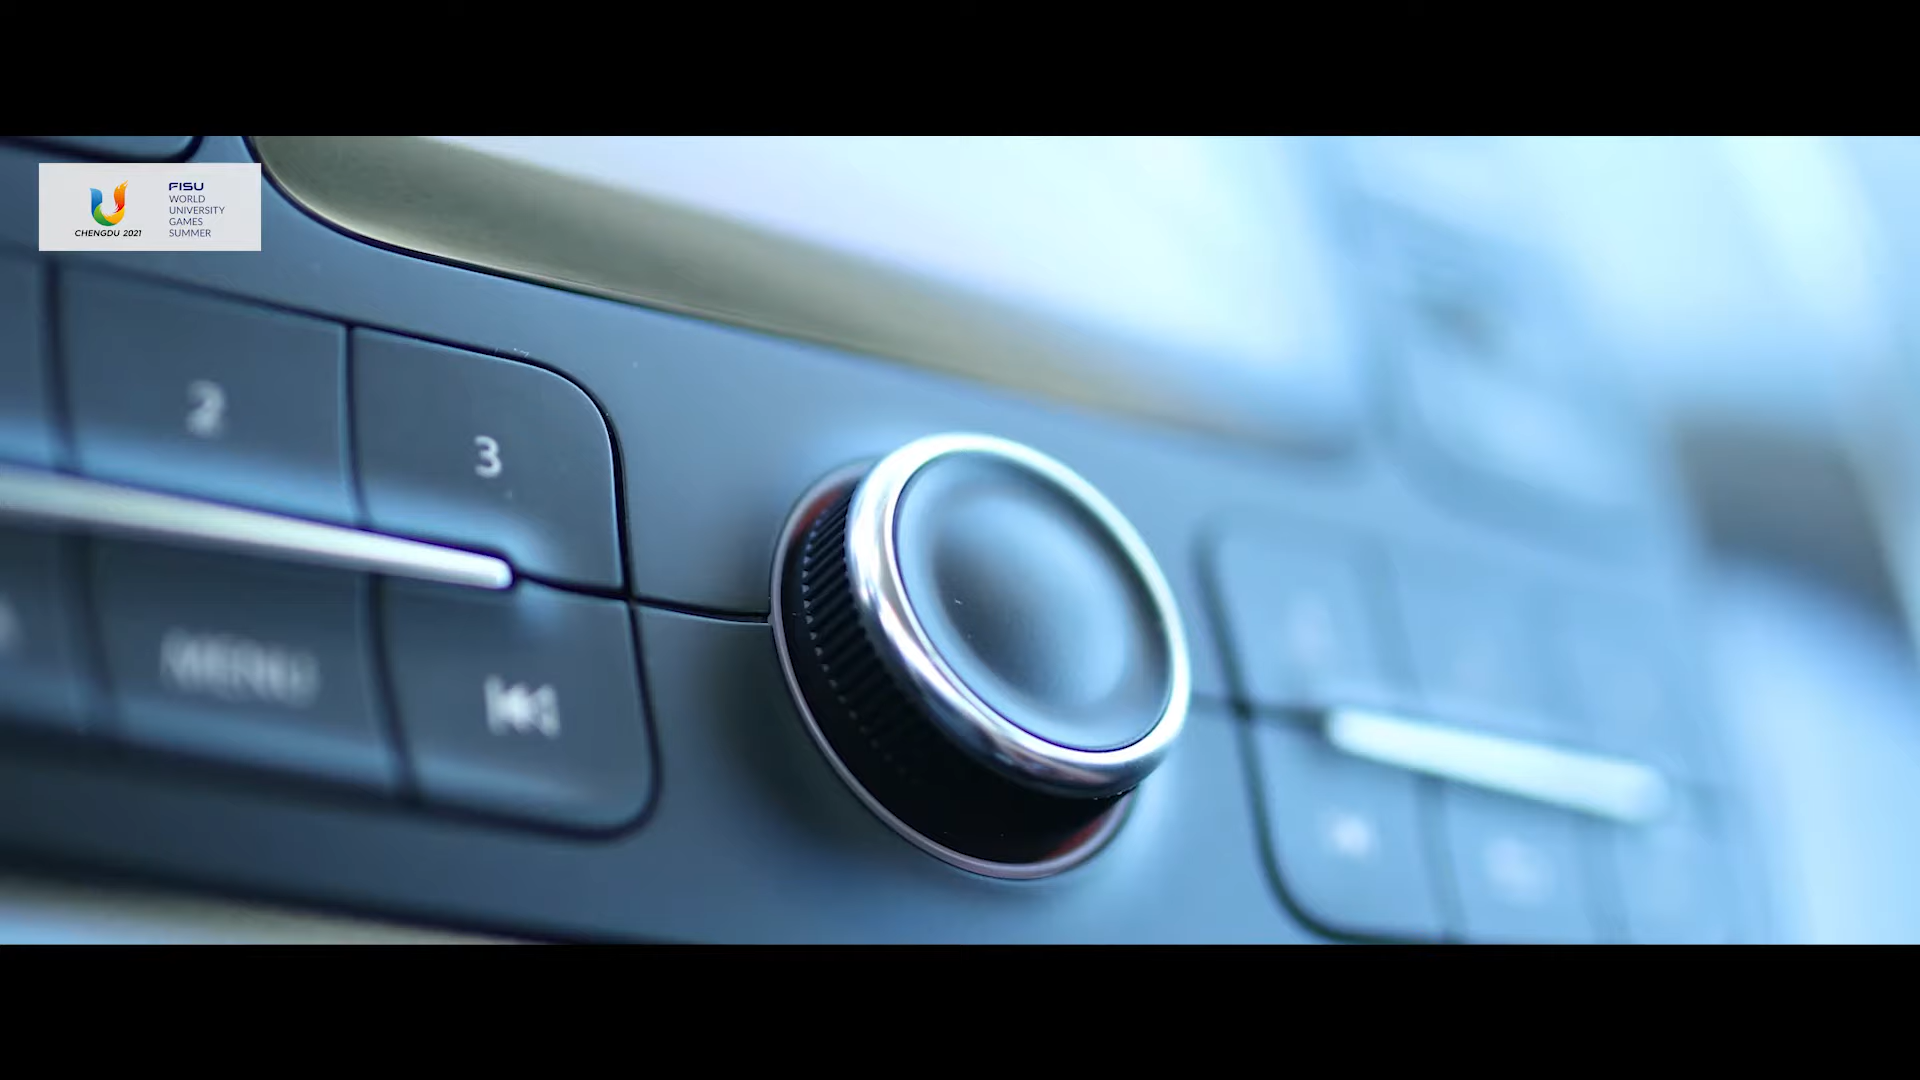 FISU
WORLD
UNIVERSITY
GAMES
SUMMER
CHENGDU 2021
2
3
MENU